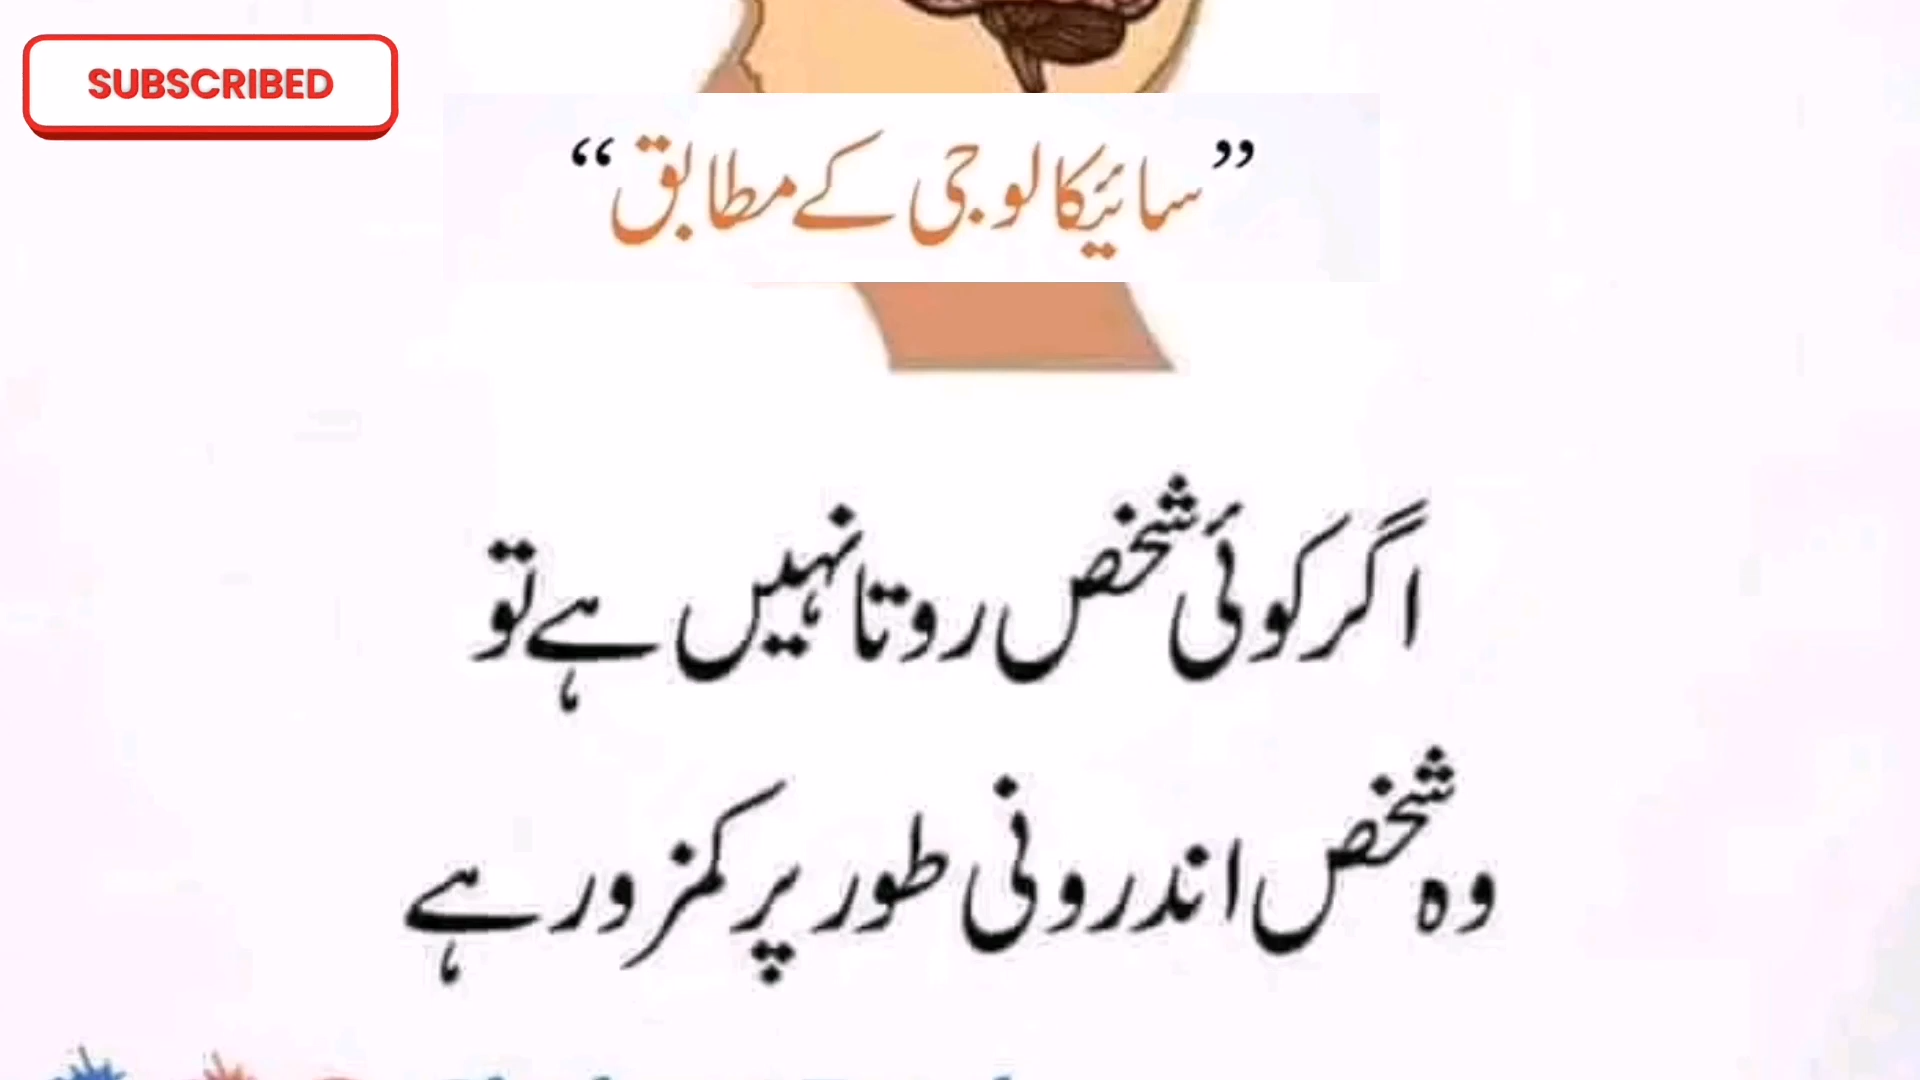 SUBSCRIBED
”سائیکالوجی کے مطابق“
اگر کوئی شخص روتا نہیں ہے تو
وہ شخص اندرونی طور پر کمزور ہے